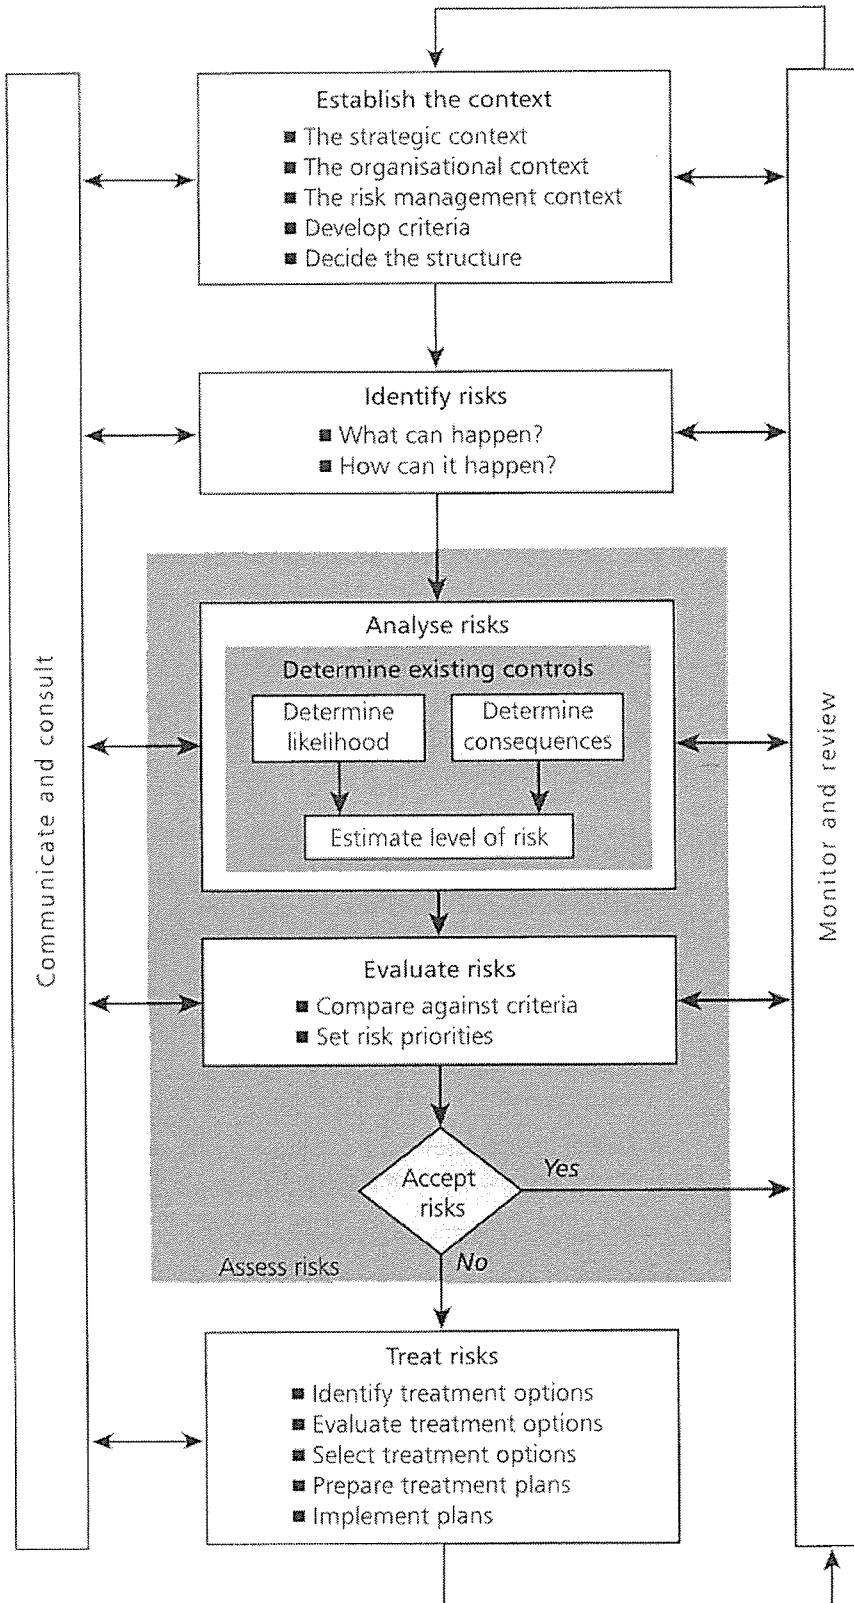 Establish the context
■ The strategic context
■ The organisational context
■ The risk management context
■ Develop criteria
■ Decide the structure
Identify risks
■ What can happen?
■ How can it happen?
Analyse risks
Determine existing controls
Determine
likelihood
Determine
consequences
Estimate level of risk
Evaluate risks
■ Compare against criteria
■ Set risk priorities
Accept
risks
Yes
No
Assess risks
Treat risks
■ Identify treatment options
■ Evaluate treatment options
■ Select treatment options
■ Prepare treatment plans
■ Implement plans
Communicate and consult
Monitor and review